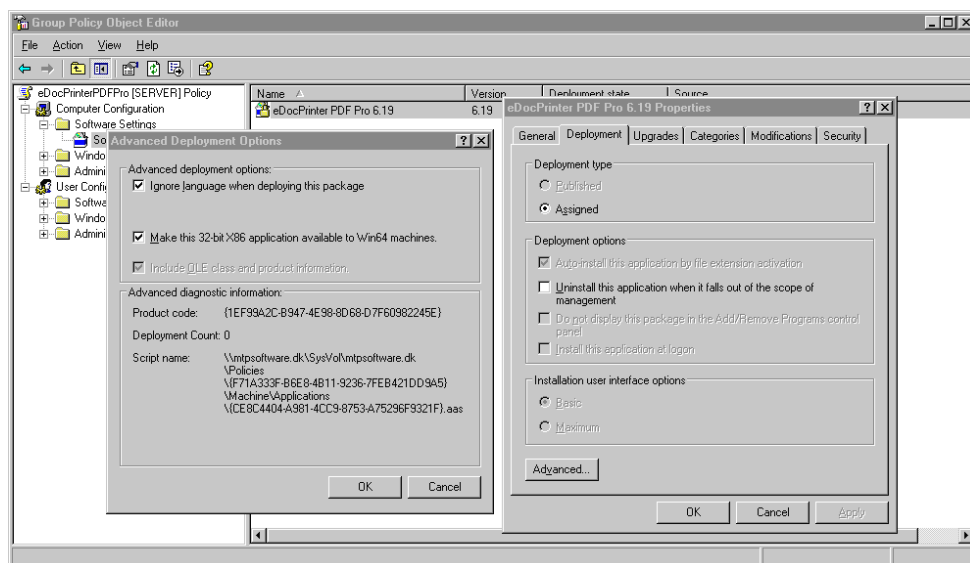 Group Policy Object Editor
File Action View Help
eDocPrinterPDFPro [SERVER] Policy
Computer Configuration
Software Settings
So
Windo
Admini
User Confi
Softwa
Windo
Admini
Name Version Deployment state Source
eDocPrinter PDF Pro 6.19 6.19
Advanced Deployment Options
Advanced deployment options:
Ignore language when deploying this package
Make this 32-bit X86 application available to Win64 machines.
Include OLE class and product information.
Advanced diagnostic information:
Product code: {1EF99A2C-B947-4E98-8D68-D7F60982245E}
Deployment Count: 0
Script name: \\mtpsoftware.dk\SysVol\mtpsoftware.dk
\Policies
\{F71A333F-B6E8-4B11-9236-7FEB421DD9A5}
\Machine\Applications
\{CE8C4404-A981-4CC9-8753-A75296F9321F}.aas
OK Cancel
eDocPrinter PDF Pro 6.19 Properties
General Deployment Upgrades Categories Modifications Security
Deployment type
Published
Assigned
Deployment options
Auto-install this application by file extension activation
Uninstall this application when it falls out of the scope of
management
Do not display this package in the Add/Remove Programs control
panel
Install this application at logon
Installation user interface options
Basic
Maximum
Advanced...
OK Cancel Apply